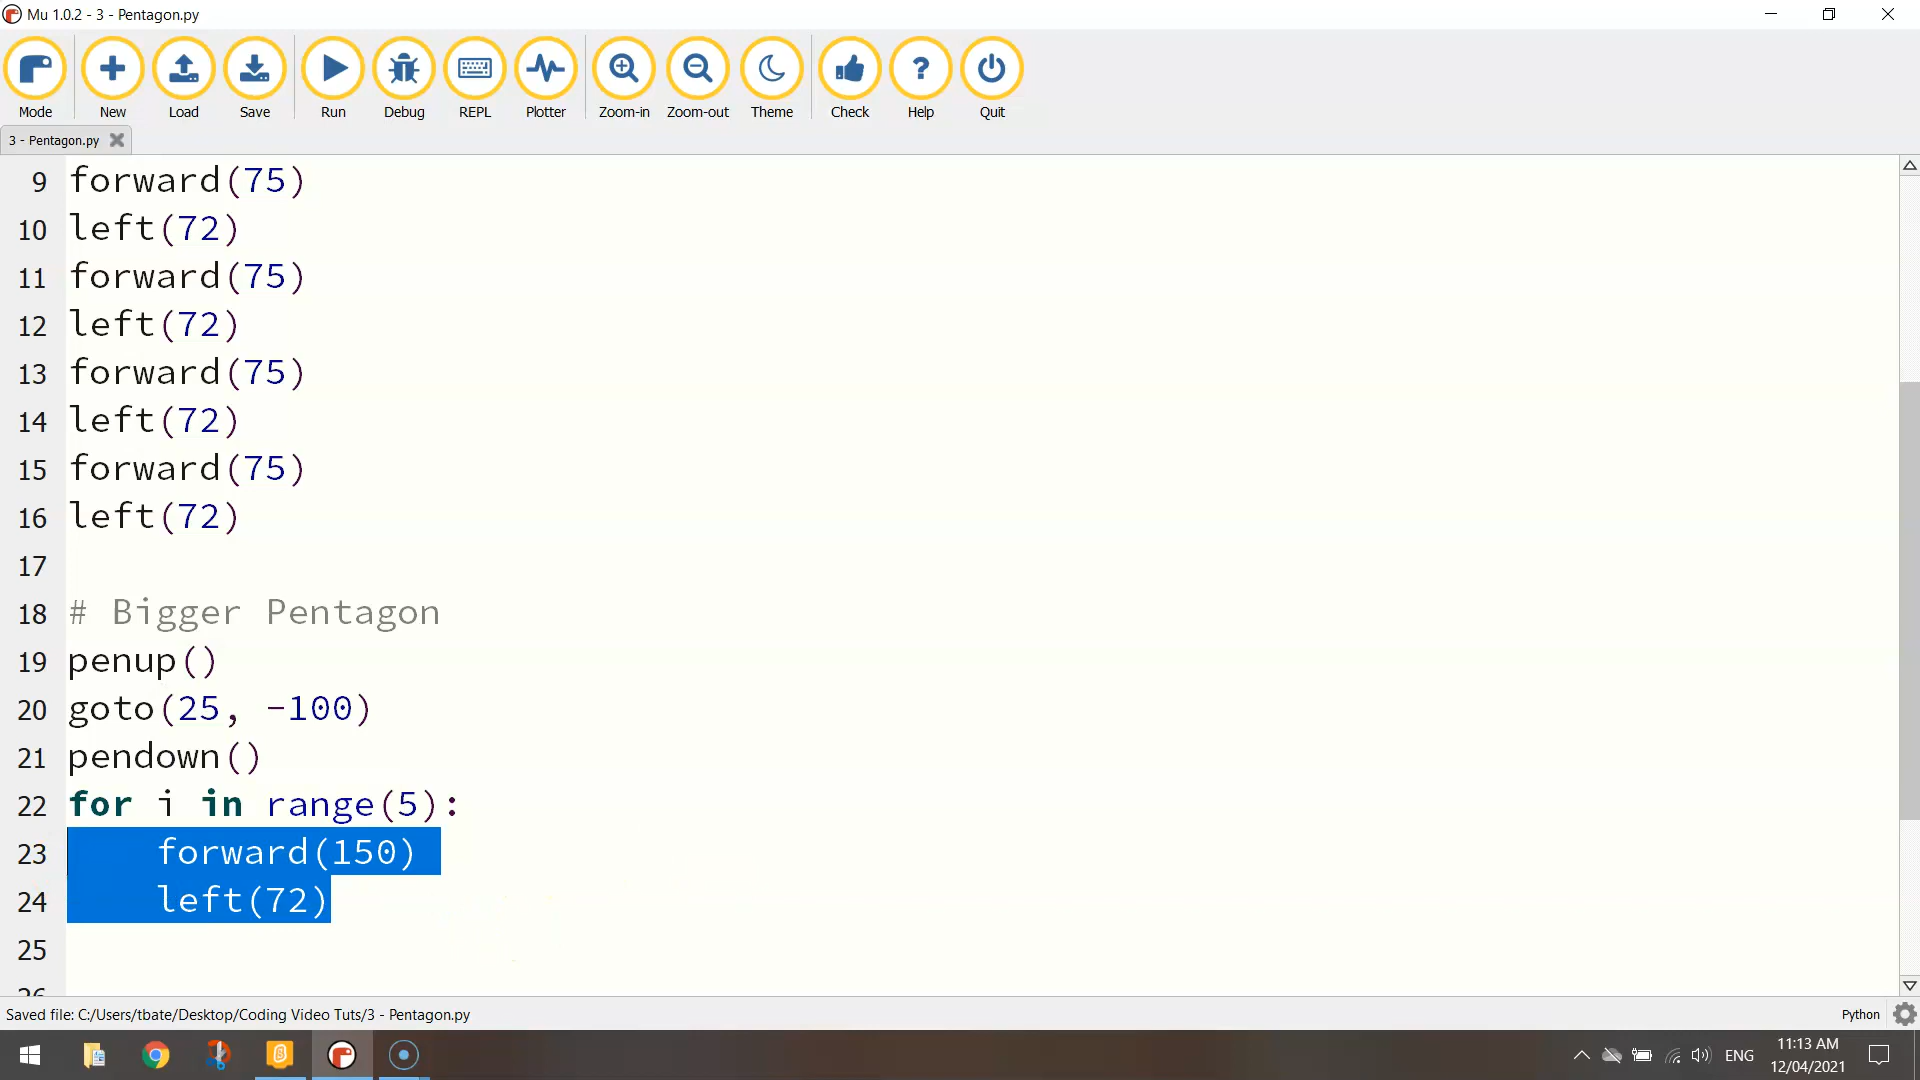 Mu 1.0.2 - 3 - Pentagon.py
Mode New Load Save Run Debug REPL Plotter Zoom-in Zoom-out Theme Check Help Quit
3 - Pentagon.py
9 forward(75)
10 left(72)
11 forward(75)
12 left(72)
13 forward(75)
14 left(72)
15 forward(75)
16 left(72)
17
18 # Bigger Pentagon
19 penup()
20 goto(25, -100)
21 pendown()
22 for i in range(5):
23     forward(150)
24     left(72)
25
26
Saved file: C:/Users/tbate/Desktop/Coding Video Tuts/3 - Pentagon.py
Python
ENG
11:13 AM
12/04/2021